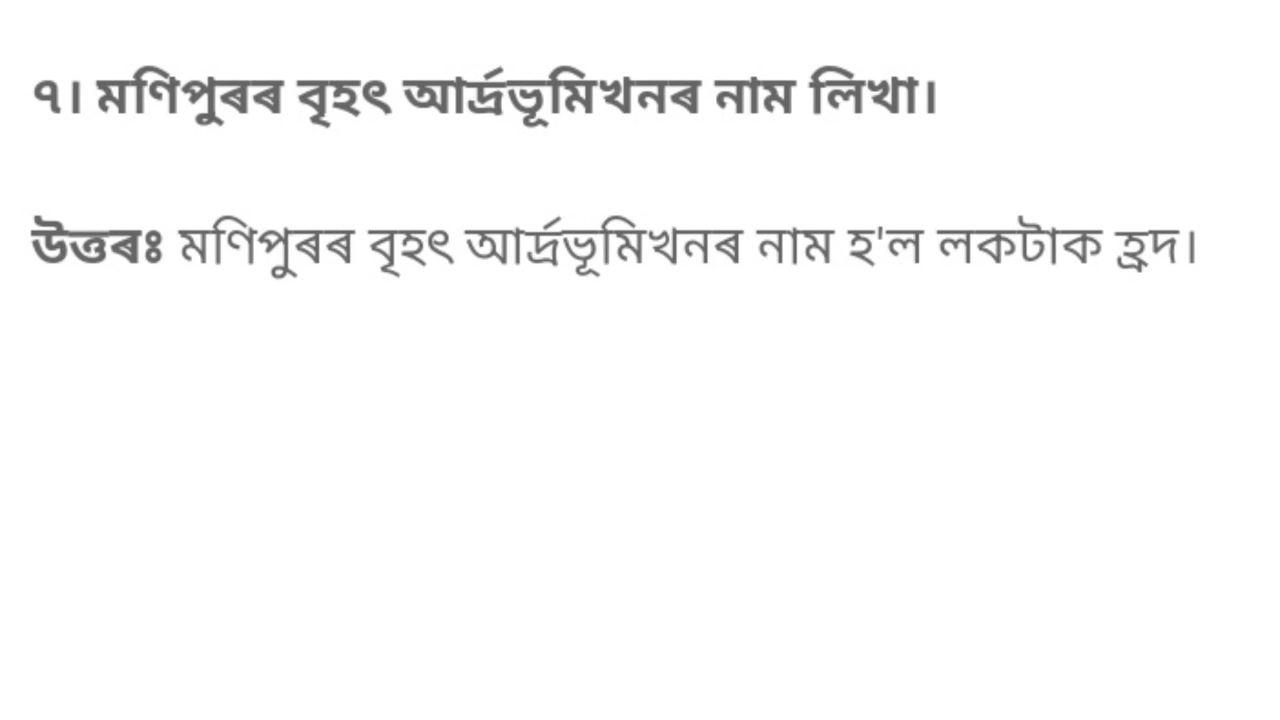 ৭। মণিপুৰৰ বৃহৎ আৰ্দ্ৰভূমিখনৰ নাম লিখা।
উত্তৰঃ মণিপুৰৰ বৃহৎ আৰ্দ্ৰভূমিখনৰ নাম হ'ল লকটাক হ্ৰদ।